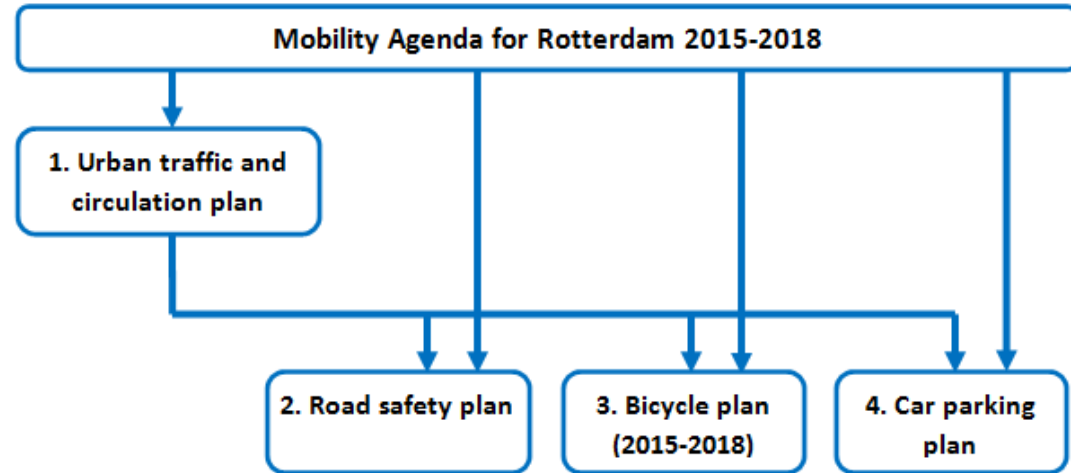 Mobility Agenda for Rotterdam 2015-2018
1. Urban traffic and
circulation plan
2. Road safety plan
3. Bicycle plan
(2015-2018)
4. Car parking
plan